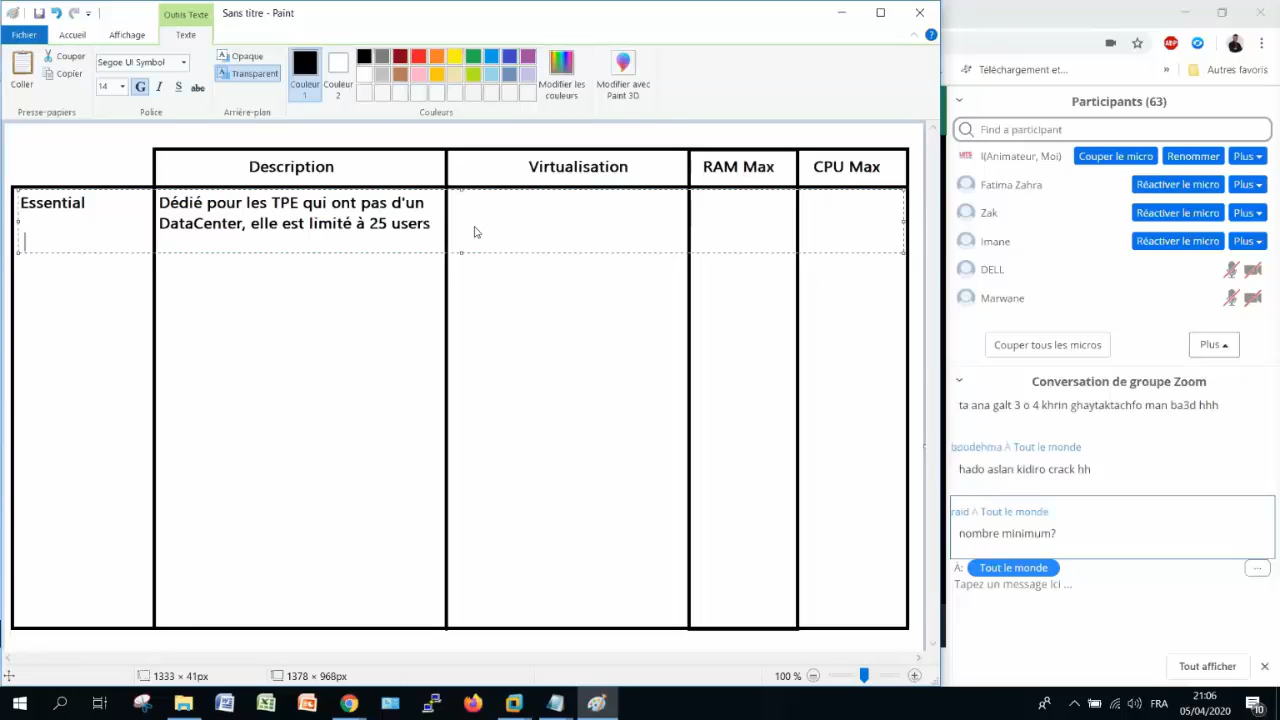 Outils Texte
Sans titre - Paint
Fichier
Accueil
Affichage
Texte
Coller
Couper
Copier
Presse-papiers
Segoe UI Symbol
14
G
I
S
abc
Police
Opaque
Transparent
Arrière-plan
Couleur
1
Couleur
2
Couleurs
Modifier les
couleurs
Modifier avec
Paint 3D
Description
Virtualisation
RAM Max
CPU Max
Essential
Dédié pour les TPE qui ont pas d'un
DataCenter, elle est limité à 25 users
1333 × 41px
1378 × 968px
100 %
ABP
Téléchargement et...
»
Autres favoris
Participants (63)
Find a participant
I(Animateur, Moi)
Couper le micro
Renommer
Plus
Fatima Zahra
Réactiver le micro
Plus
Zak
Réactiver le micro
Plus
Imane
Réactiver le micro
Plus
DELL
Marwane
Couper tous les micros
Plus
Conversation de groupe Zoom
ta ana galt 3 o 4 khrin ghaytaktachfo man ba3d hhh
boudehma À Tout le monde
hado aslan kidiro crack hh
raid À Tout le monde
nombre minimum?
À:
Tout le monde
...
Tapez un message Ici ...
Tout afficher
FRA
21:06
05/04/2020
10